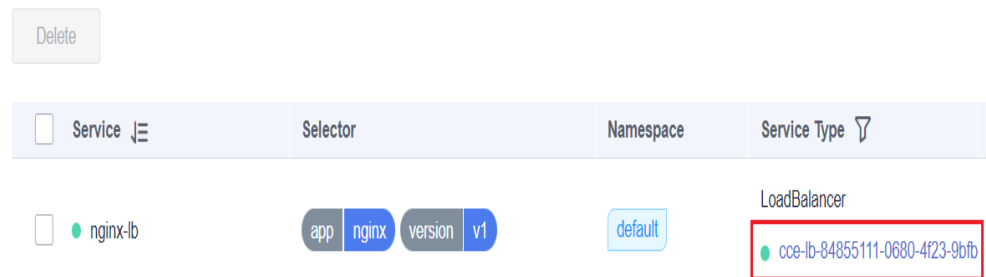 Delete
Service Selector Namespace Service Type
nginx-lb app nginx version v1 default LoadBalancer
cce-lb-84855111-0680-4f23-9bfb